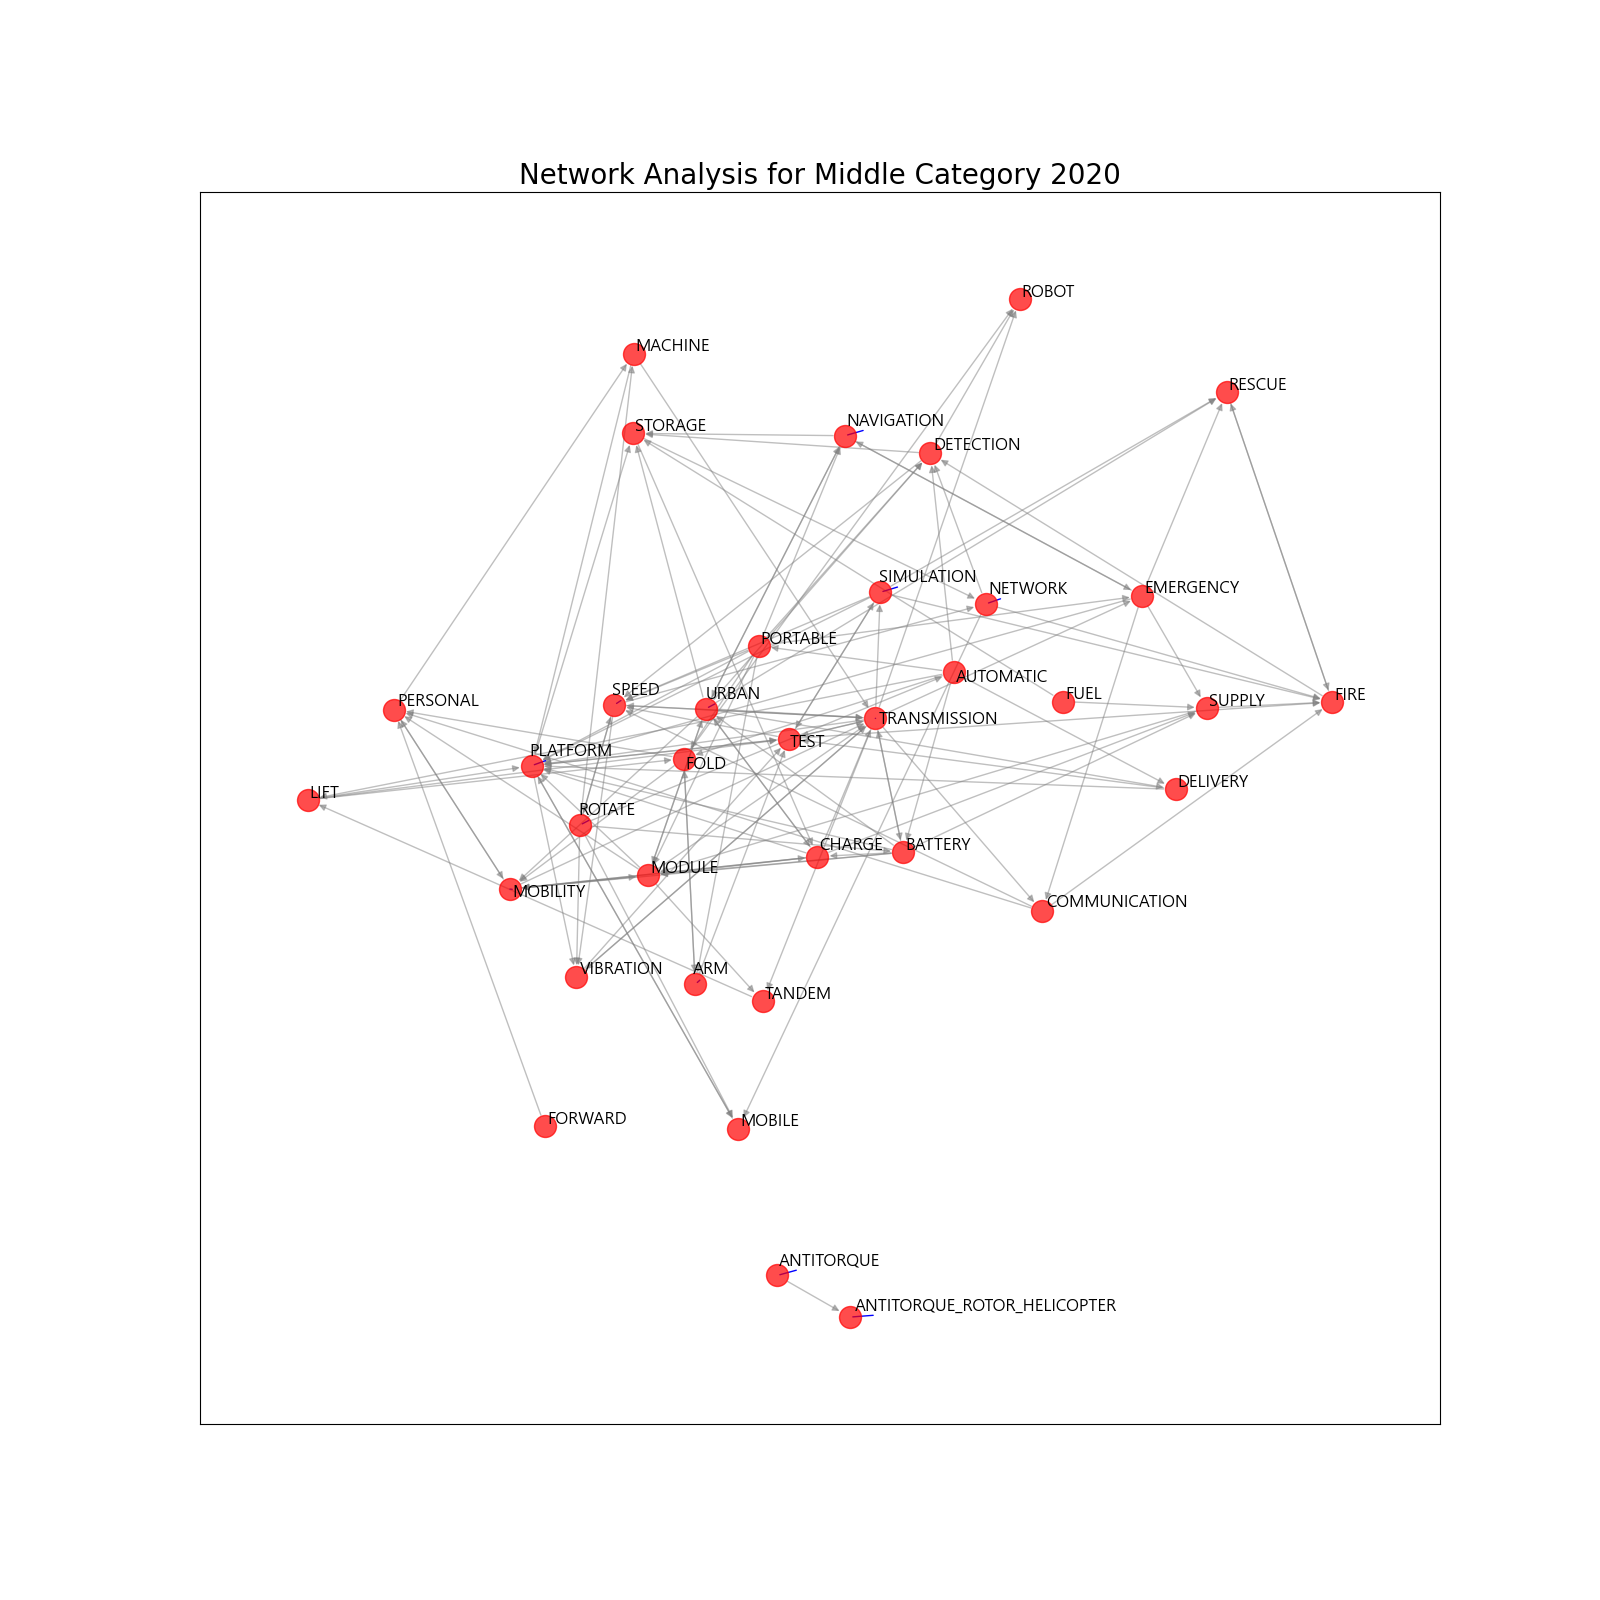 Network Analysis for Middle Category 2020
ROBOT
MACHINE
RESCUE
NAVIGATION
STORAGE
DETECTION
SIMULATION
NETWORK
EMERGENCY
PORTABLE
AUTOMATIC
SPEED
URBAN
FUEL
FIRE
PERSONAL
SUPPLY
TRANSMISSION
TEST
PLATFORM
FOLD
DELIVERY
LIFT
ROTATE
CHARGE
BATTERY
MODULE
MOBILITY
COMMUNICATION
VIBRATION
ARM
TANDEM
FORWARD
MOBILE
ANTITORQUE
ANTITORQUE_ROTOR_HELICOPTER